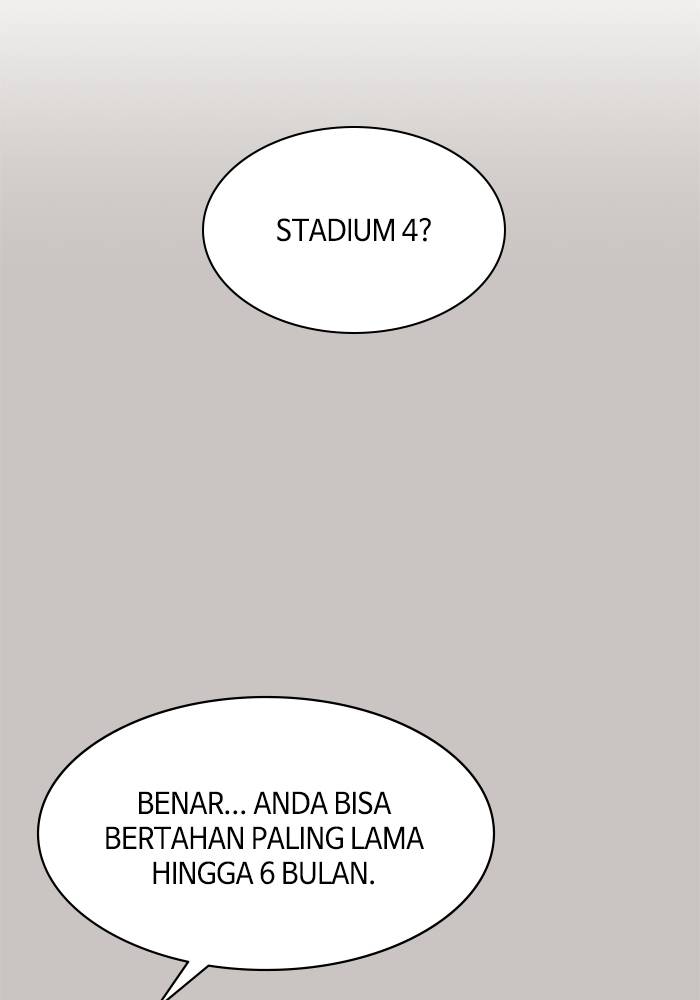 STADIUM 4?
BENAR... ANDA BISA
BERTAHAN PALING LAMA
HINGGA 6 BULAN.